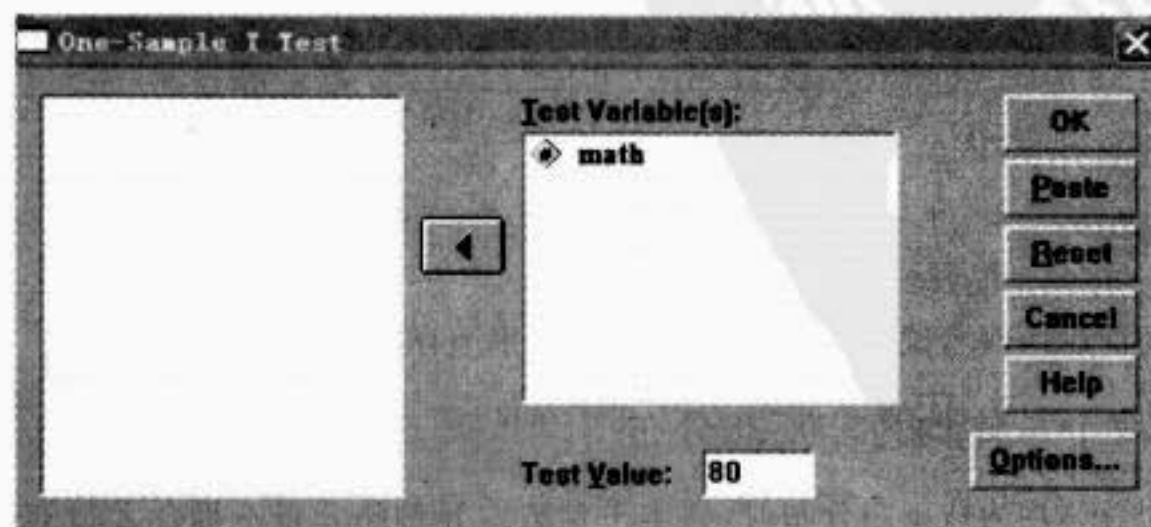 One-Sample T Test
Test Variable(s):
math
OK
Paste
Reset
Cancel
Help
Options...
Test Value: 80